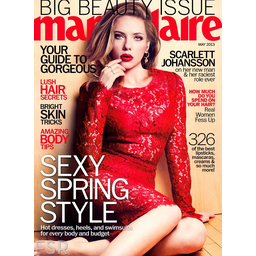 BIG BEAUTY ISSUE
marie claire
MAY 2013
YOUR
GUIDE TO
GORGEOUS
LUSH
HAIR
SECRETS
BRIGHT
SKIN
TRICKS
AMAZING
BODY
TIPS
SCARLETT
JOHANSSON
on her new man
& her raciest
role ever
HOW MUCH
DO YOU
SPEND ON
YOUR HAIR?
Real
Women
Fess Up
326
of the best
lipsticks,
mascaras,
creams &
so much
more!
SEXY
SPRING
STYLE
Hot dresses, heels, and swimsuits
for every body and budget